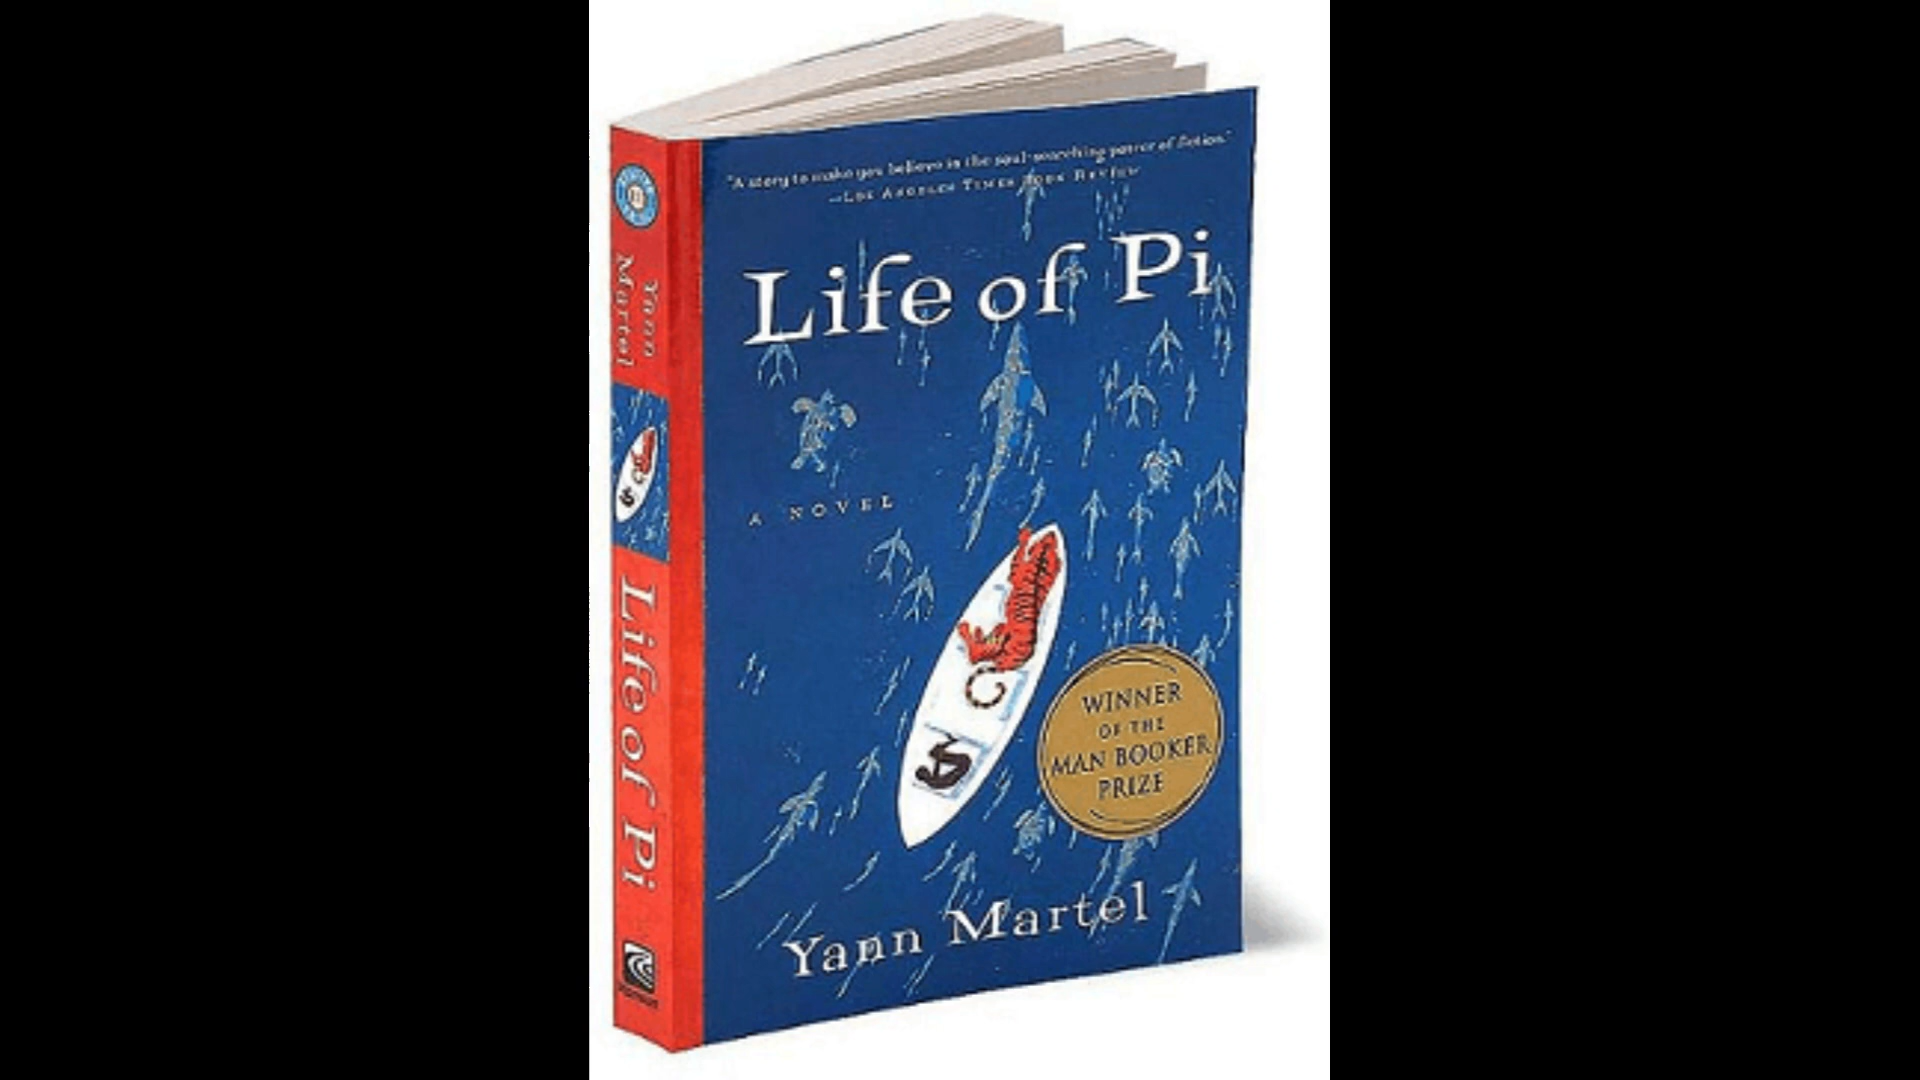 "A story to make you believe in the soul-searching power of fiction."
—Los Angeles Times Book Review
Life of Pi
A NOVEL
WINNER
OF THE
MAN BOOKER
PRIZE
Yann Martel
Yann
Martel
Life of Pi